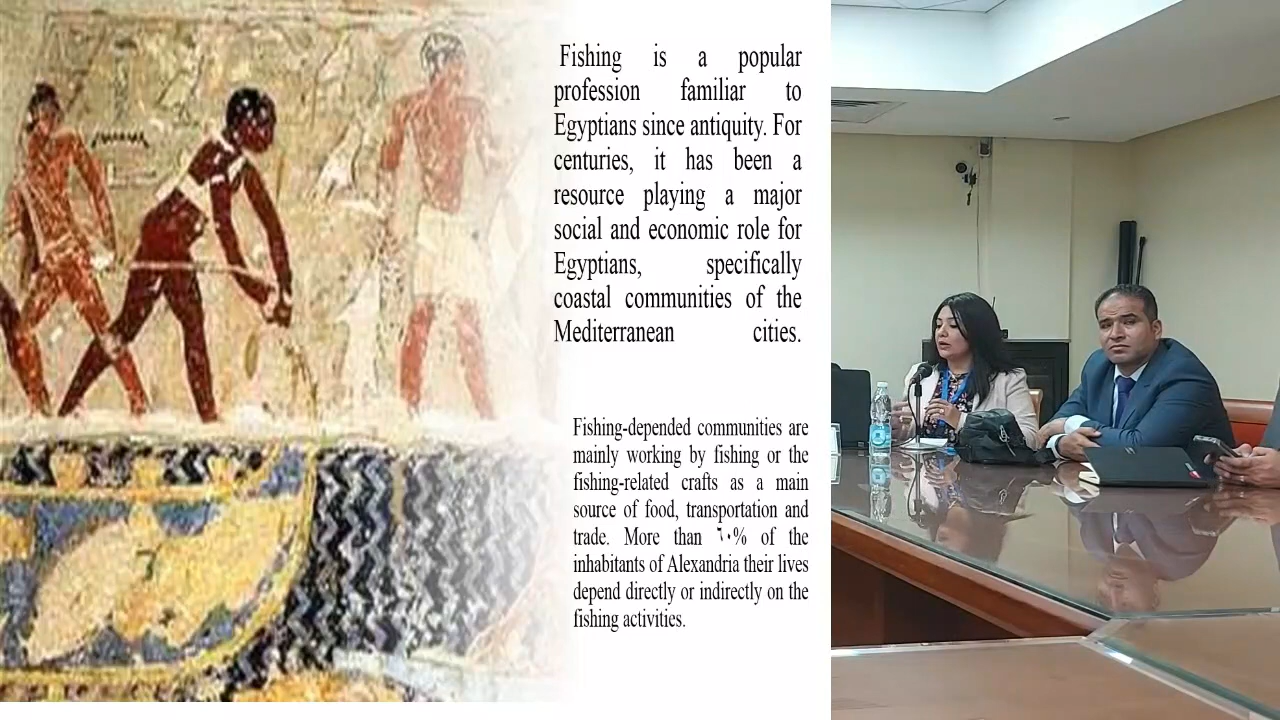 Fishing is a popular
profession familiar to
Egyptians since antiquity. For
centuries, it has been a
resource playing a major
social and economic role for
Egyptians, specifically
coastal communities of the
Mediterranean cities.
Fishing-depended communities are
mainly working by fishing or the
fishing-related crafts as a main
source of food, transportation and
trade. More than ٦٠% of the
inhabitants of Alexandria their lives
depend directly or indirectly on the
fishing activities.